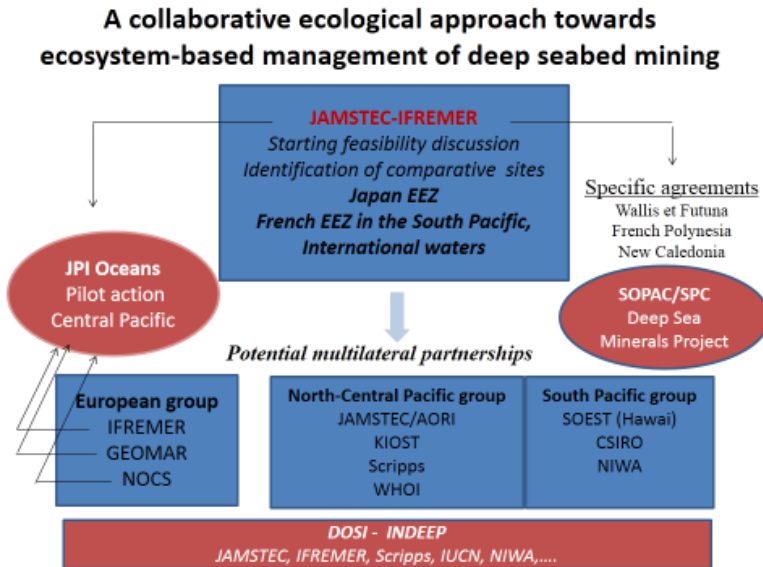 A collaborative ecological approach towards
ecosystem-based management of deep seabed mining
JAMSTEC-IFREMER
Starting feasibility discussion
Identification of comparative sites
Japan EEZ
French EEZ in the South Pacific,
International waters
Specific agreements
Wallis et Futuna
French Polynesia
New Caledonia
JPI Oceans
Pilot action
Central Pacific
SOPAC/SPC
Deep Sea
Minerals Project
Potential multilateral partnerships
European group
IFREMER
GEOMAR
NOCS
North-Central Pacific group
JAMSTEC/AORI
KIOST
Scripps
WHOI
South Pacific group
SOEST (Hawai)
CSIRO
NIWA
DOSI - INDEEP
JAMSTEC, IFREMER, Scripps, IUCN, NIWA,....